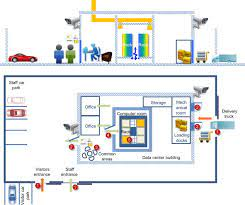 Staff car
park
Office
Office
Storage
Mech
anical
room
Delivery
truck
Computer room
Loading
docks
Common
areas
Data center building
Visitors
entrance
Staff
entrance